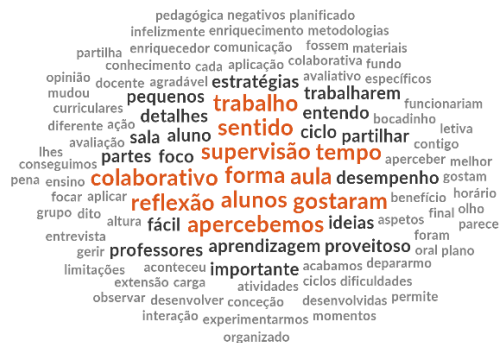 pedagógica negativos planificado
infelizmente enriquecimento metodologias
partilha enriquecedor comunicação fossem materiais
conhecimento cada aplicação colaborativa fundo
opinião docente agradável estratégias avaliativo específicos
mudou pequenos trabalho trabalharem
curriculares detalhes entendo funcionariam
diferente ação sentido ciclo bocadinho
avaliação sala aluno partilhar letiva
lhes partes foco supervisão tempo contigo
conseguimos aperceber melhor
pena ensino colaborativo forma aula desempenho gostam
focar aplicar reflexão alunos gostaram benefício horário
grupo dito altura fácil apercebemos ideias aspetos final olho
entrevista foram parece
gerir professores aprendizagem proveitoso oral plano
limitações aconteceu importante acabamos depararmo
extensão carga atividades ciclos dificuldades
observar desenvolver conceção desenvolvidas permite
interação experimentarmos momentos
organizado